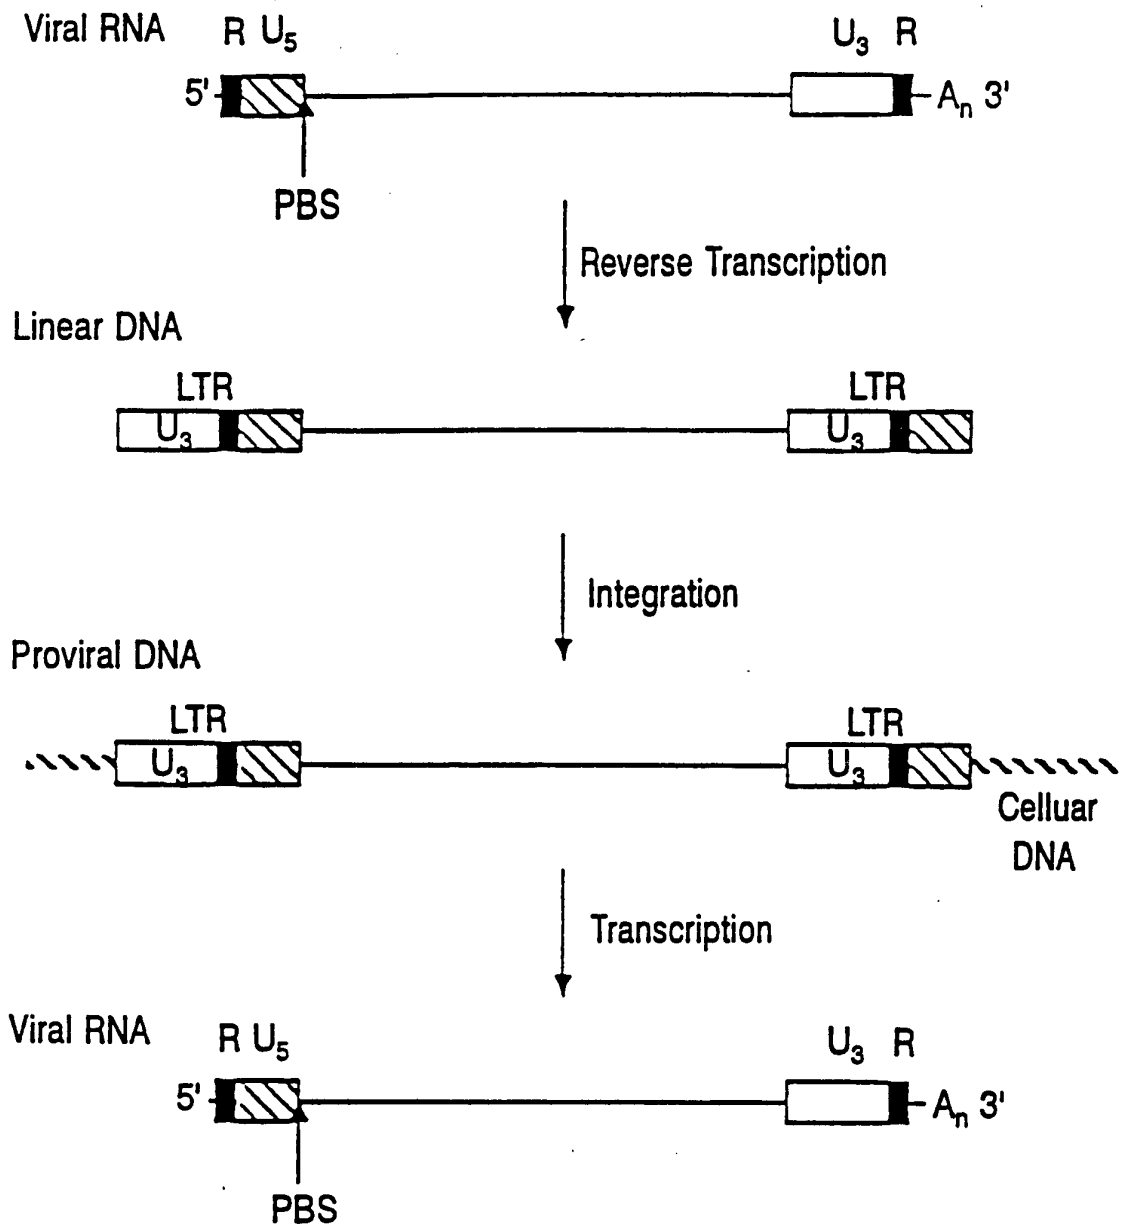 Viral RNA R U5 U3 R
5' An 3'
PBS
Reverse Transcription
Linear DNA
LTR LTR
U3 U3
Integration
Proviral DNA
LTR LTR
U3 U3
Celluar
DNA
Transcription
Viral RNA R U5 U3 R
5' An 3'
PBS